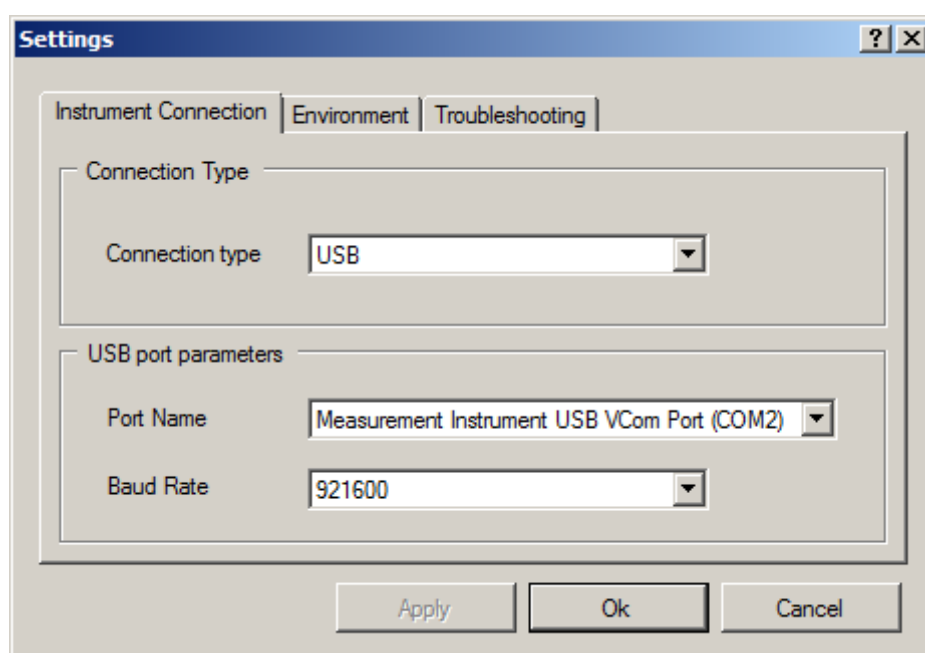 Settings
Instrument Connection Environment Troubleshooting
Connection Type
Connection type USB
USB port parameters
Port Name Measurement Instrument USB VCom Port (COM2)
Baud Rate 921600
Apply Ok Cancel